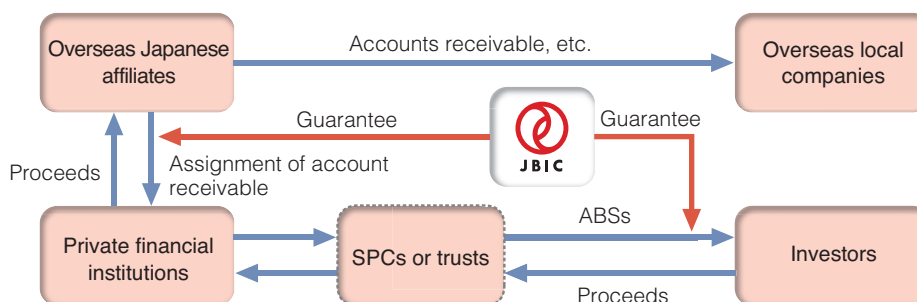 Overseas Japanese
affiliates
Accounts receivable, etc.
Overseas local
companies
Guarantee
JBIC
Guarantee
Proceeds
Assignment of account
receivable
Private financial
institutions
SPCs or trusts
ABSs
Investors
Proceeds